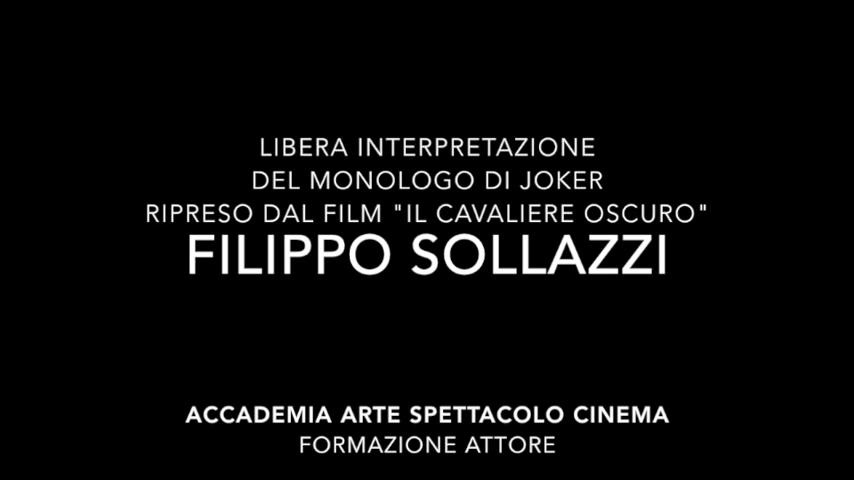 LIBERA INTERPRETAZIONE
DEL MONOLOGO DI JOKER
RIPRESO DAL FILM "IL CAVALIERE OSCURO"
FILIPPO SOLLAZZI
ACCADEMIA ARTE SPETTACOLO CINEMA
FORMAZIONE ATTORE